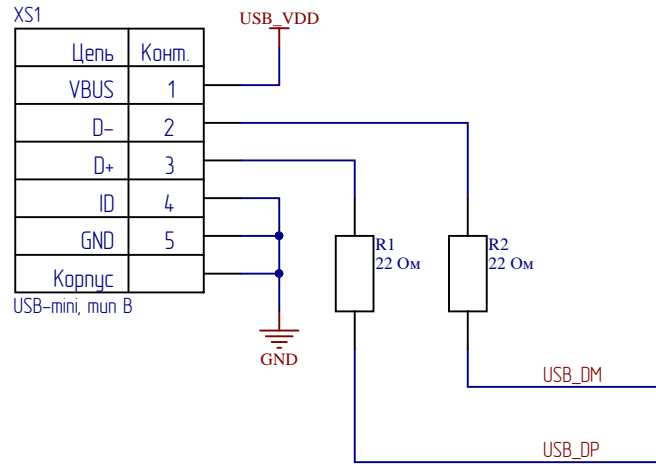 XS1
USB_VDD
Цепь Конт.
VBUS 1
D- 2
D+ 3
ID 4
GND 5
Корпус
USB-mini, тип B
R1
22 Ом
R2
22 Ом
GND
USB_DM
USB_DP